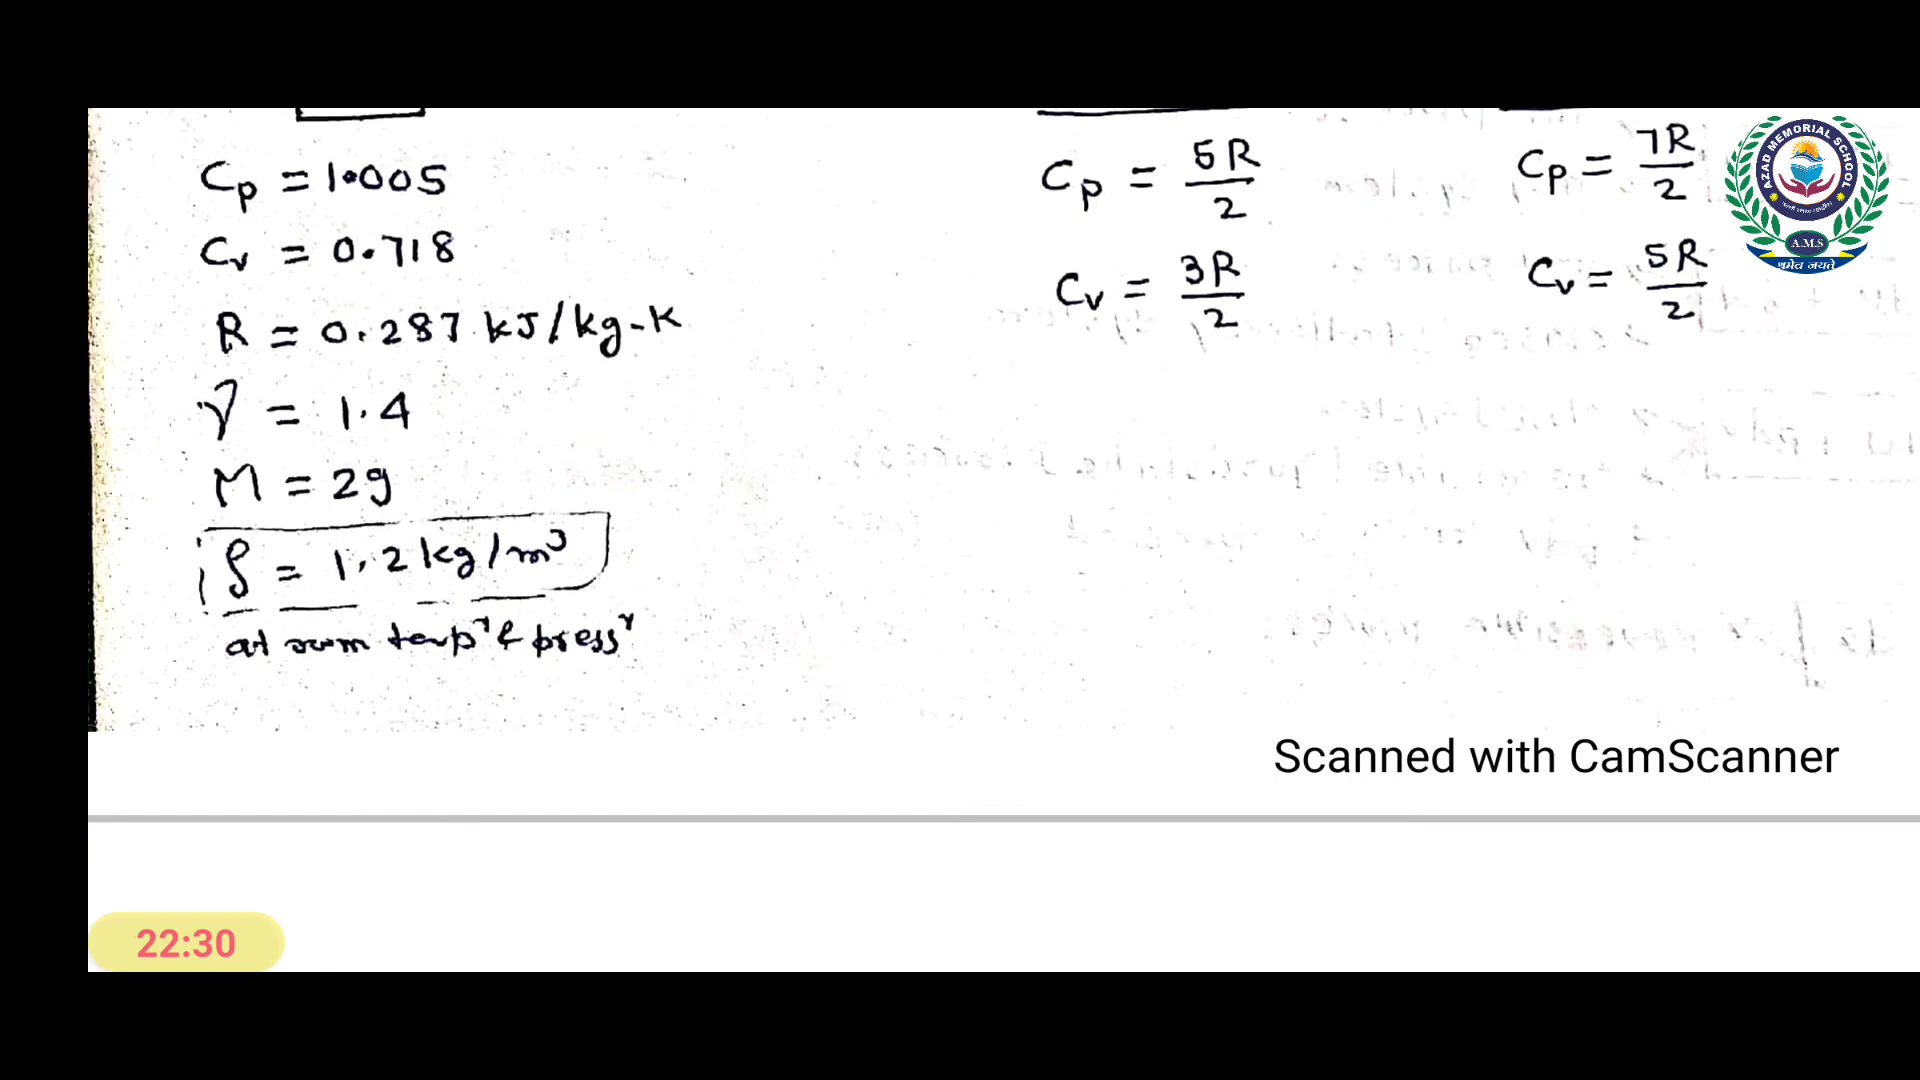 Cp = 1.005
Cv = 0.718
R = 0.287 kJ/kg-K
γ = 1.4
M = 29
ρ = 1.2 kg/m³
at room temp^r & press^r
Cp = 5R/2
Cv = 3R/2
Cp = 7R/2
Cv = 5R/2
AZAD MEMORIAL SCHOOL
A.M.S
Scanned with CamScanner
22:30